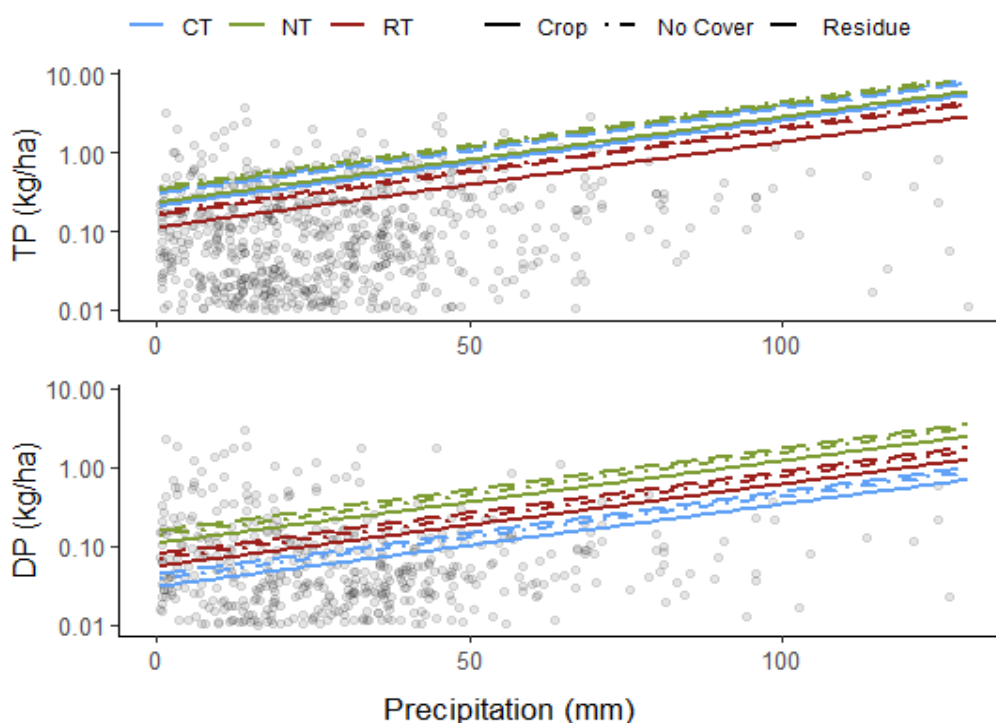 CT NT RT Crop No Cover Residue
TP (kg/ha)
10.00
1.00
0.10
0.01
0 50 100
DP (kg/ha)
10.00
1.00
0.10
0.01
0 50 100
Precipitation (mm)